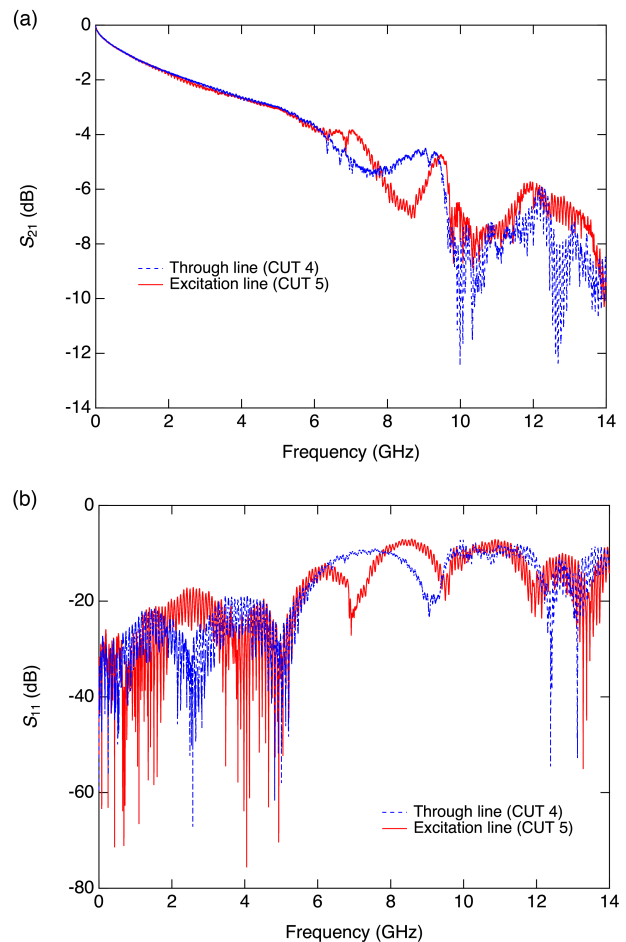 (a)
0
-2
-4
-6
-8
-10
-12
-14
S21 (dB)
Through line (CUT 4)
Excitation line (CUT 5)
0 2 4 6 8 10 12 14
Frequency (GHz)
(b)
0
-20
-40
-60
-80
S11 (dB)
Through line (CUT 4)
Excitation line (CUT 5)
0 2 4 6 8 10 12 14
Frequency (GHz)